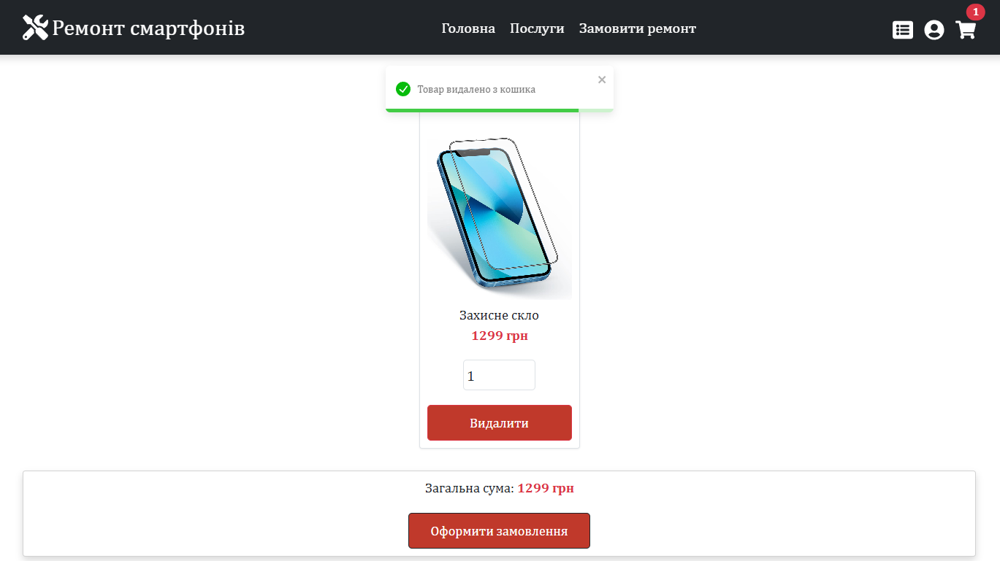 Ремонт смартфонів
Головна Послуги Замовити ремонт
1
Товар видалено з кошика
Захисне скло
1299 грн
1
Видалити
Загальна сума: 1299 грн
Оформити замовлення